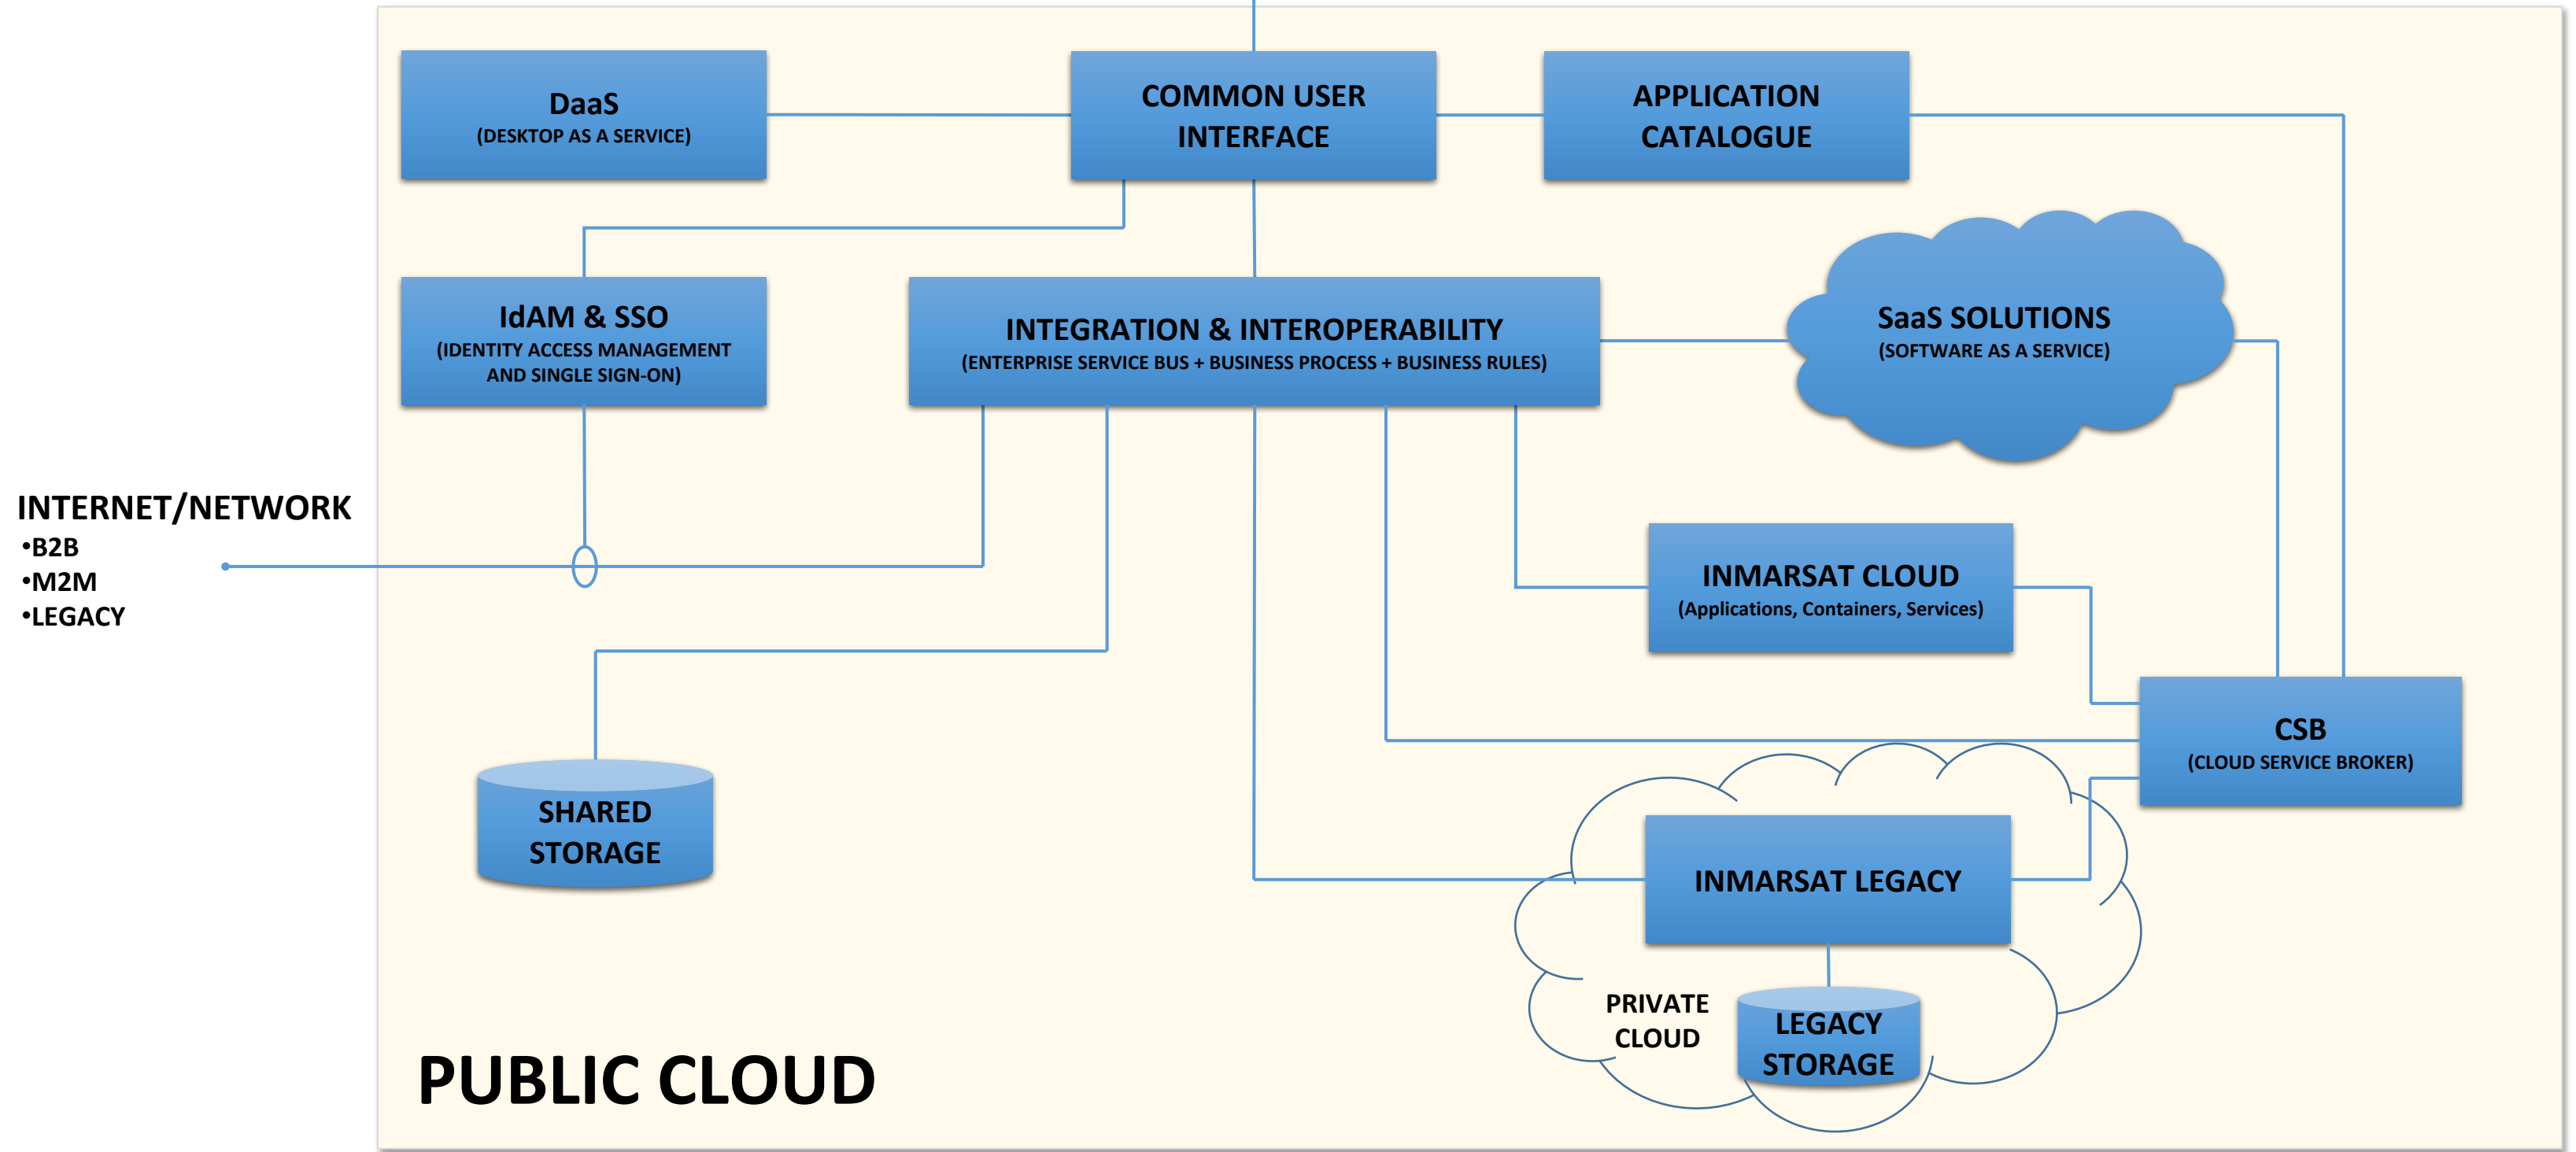 DaaS
(DESKTOP AS A SERVICE)
COMMON USER
INTERFACE
APPLICATION
CATALOGUE
IdAM & SSO
(IDENTITY ACCESS MANAGEMENT
AND SINGLE SIGN-ON)
INTEGRATION & INTEROPERABILITY
(ENTERPRISE SERVICE BUS + BUSINESS PROCESS + BUSINESS RULES)
SaaS SOLUTIONS
(SOFTWARE AS A SERVICE)
INTERNET/NETWORK
•B2B
•M2M
•LEGACY
INMARSAT CLOUD
(Applications, Containers, Services)
CSB
(CLOUD SERVICE BROKER)
SHARED
STORAGE
INMARSAT LEGACY
PRIVATE
CLOUD
LEGACY
STORAGE
PUBLIC CLOUD